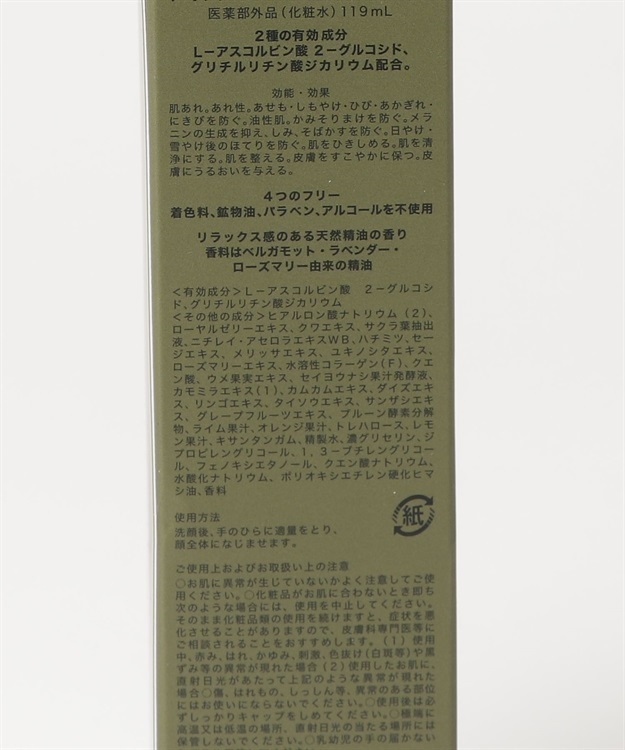 医薬部外品(化粧水)119mL
2種の有効成分
L−アスコルビン酸 2−グルコシド、
グリチルリチン酸ジカリウム配合。
効能・効果
肌あれ。あれ性。あせも・しもやけ・ひび・あかぎれ・
にきびを防ぐ。油性肌。かみそりまけを防ぐ。メラ
ニンの生成を抑え、しみ、そばかすを防ぐ。日やけ・
雪やけ後のほてりを防ぐ。肌をひきしめる。肌を清
浄にする。肌を整える。皮膚をすこやかに保つ。皮
膚にうるおいを与える。
4つのフリー
着色料、鉱物油、パラベン、アルコールを不使用
リラックス感のある天然精油の香り
香料はベルガモット・ラベンダー・
ローズマリー由来の精油
<有効成分>L−アスコルビン酸 2−グルコシ
ド、グリチルリチン酸ジカリウム
<その他の成分>ヒアルロン酸ナトリウム(2)、
ローヤルゼリーエキス、クワエキス、サクラ葉抽出
液、ニチレイ・アセロラエキスWB、ハチミツ、セー
ジエキス、メリッサエキス、ユキノシタエキス、
ローズマリーエキス、水溶性コラーゲン(F)、クエ
ン酸、ウメ果実エキス、セイヨウナシ果汁発酵液、
カモミラエキス(1)、カムカムエキス、ダイズエキ
ス、リンゴエキス、タイソウエキス、サンザシエキ
ス、グレープフルーツエキス、プルーン酵素分解
物、ライム果汁、オレンジ果汁、トレハロース、レモ
ン果汁、キサンタンガム、精製水、濃グリセリン、ジ
プロピレングリコール、1,3−ブチレングリコー
ル、フェノキシエタノール、クエン酸ナトリウム、
水酸化ナトリウム、ポリオキシエチレン硬化ヒマ
シ油、香料
紙
使用方法
洗顔後、手のひらに適量をとり、
顔全体になじませます。
ご使用上およびお取扱い上の注意
○お肌に異常が生じていないかよく注意してご使
用ください。○化粧品がお肌に合わないとき即ち
次のような場合には、使用を中止してください。
そのまま化粧品類の使用を続けますと、症状を悪
化させることがありますので、皮膚科専門医等に
ご相談されることをおすすめします。(1)使用
中、赤み、はれ、かゆみ、刺激、色抜け(白斑等)や黒
ずみ等の異常が現れた場合(2)使用したお肌に、
直射日光があたって上記のような異常が現れた
場合○傷、はれもの、しっしん等、異常のある部位
にはお使いにならないでください。○使用後は必
ずしっかりキャップをしめてください。○極端に
高温又は低温の場所、直射日光の当たる場所には
保管しないでください。○乳幼児の手の届かない